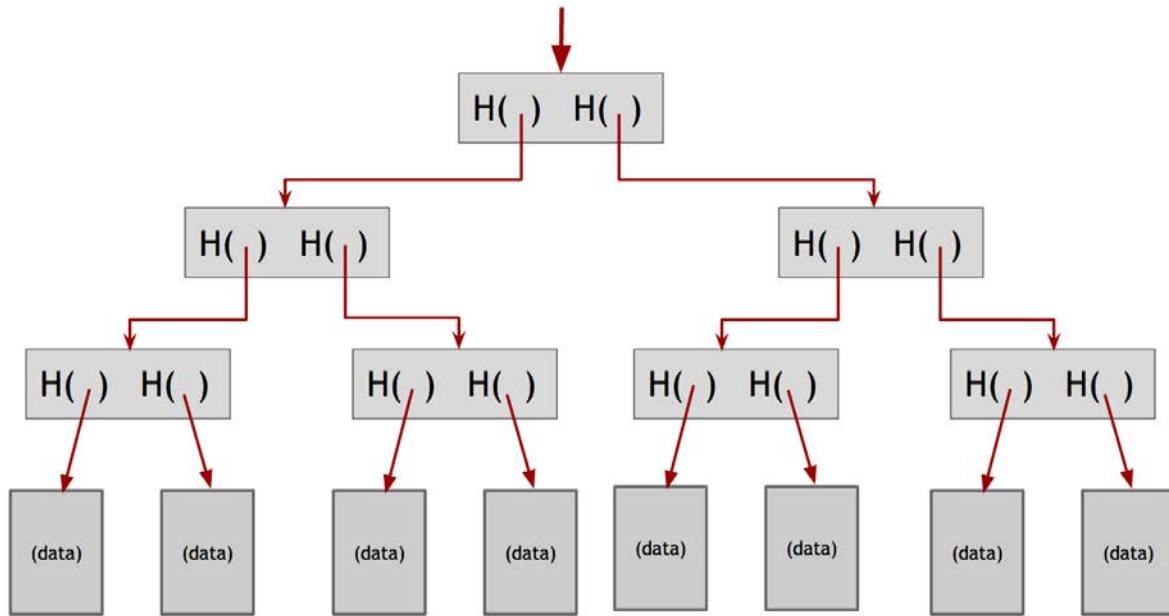 H( ) H( )
H( ) H( ) H( ) H( )
H( ) H( ) H( ) H( ) H( ) H( ) H( ) H( )
(data) (data) (data) (data) (data) (data) (data) (data)